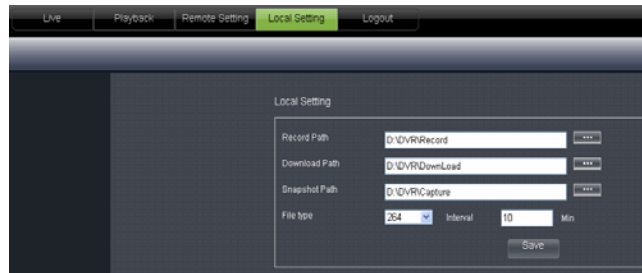 Live Playback Remote Setting Local Setting Logout
Local Setting
Record Path D:\DVR\Record ...
Download Path D:\DVR\DownLoad ...
Snapshot Path D:\DVR\Capture ...
File type 264 Interval 10 Min
Save